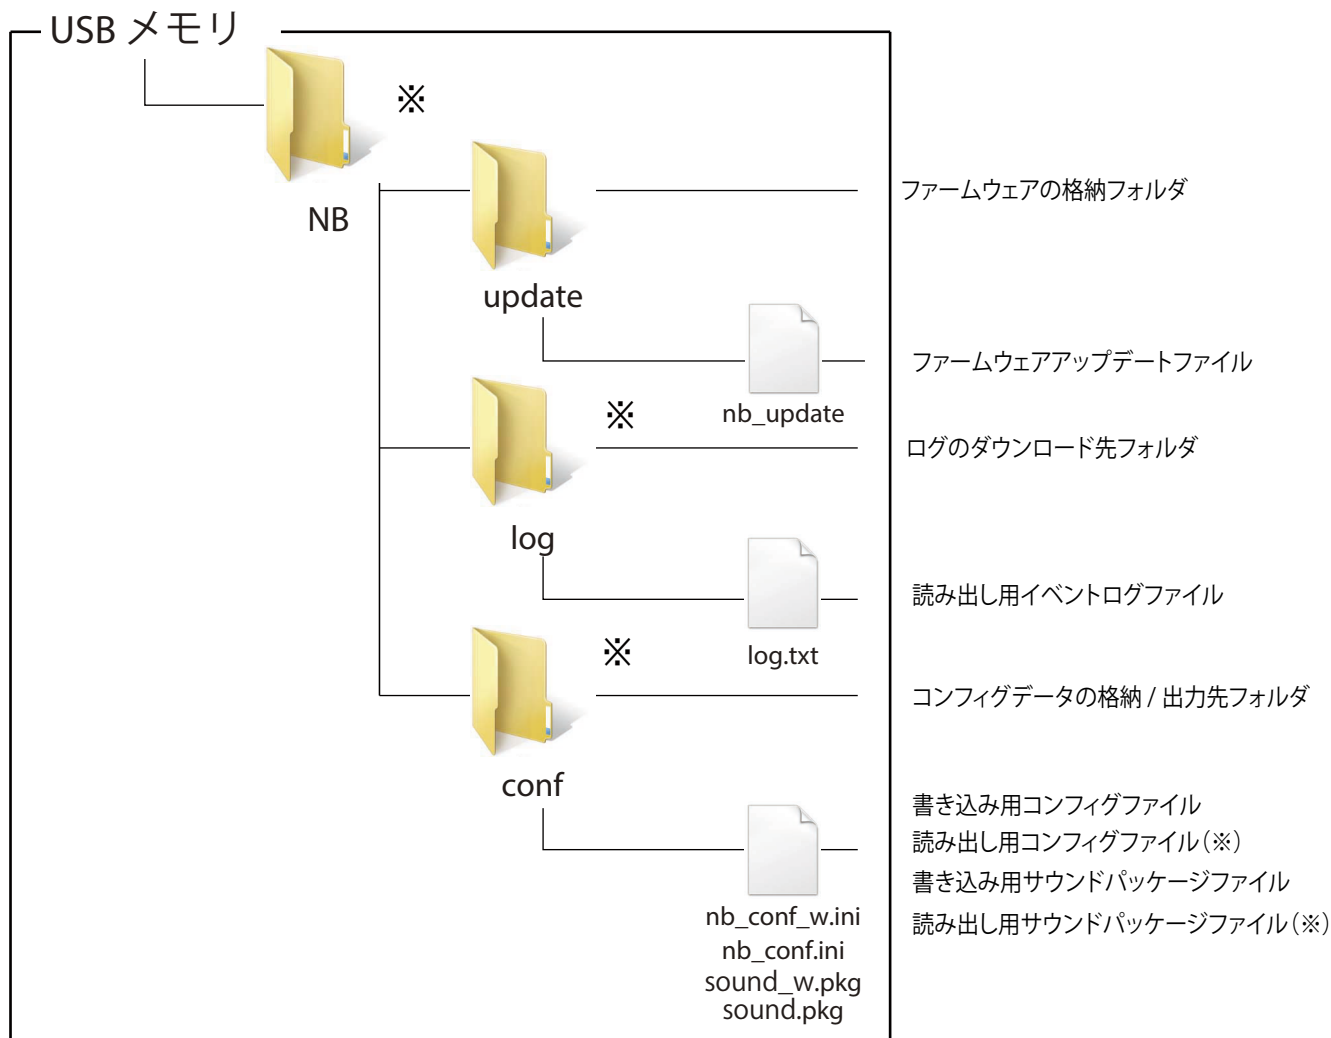 USB メモリ
※
NB
ファームウェアの格納フォルダ
update
ファームウェアアップデートファイル
nb_update
※
ログのダウンロード先フォルダ
log
読み出し用イベントログファイル
log.txt
※
コンフィグデータの格納 / 出力先フォルダ
conf
書き込み用コンフィグファイル
読み出し用コンフィグファイル(※)
書き込み用サウンドパッケージファイル
読み出し用サウンドパッケージファイル(※)
nb_conf_w.ini
nb_conf.ini
sound_w.pkg
sound.pkg